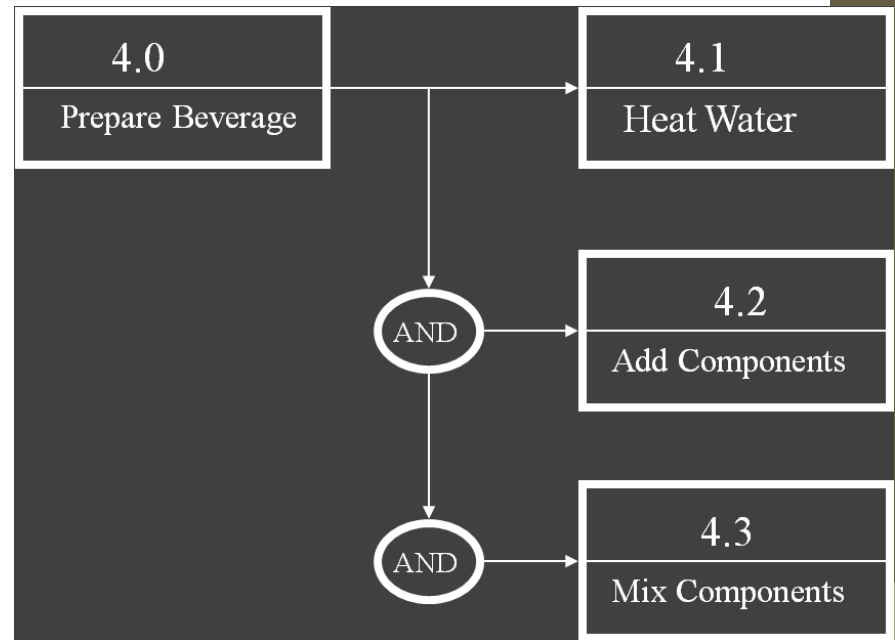 4.0
Prepare Beverage
4.1
Heat Water
AND
4.2
Add Components
AND
4.3
Mix Components